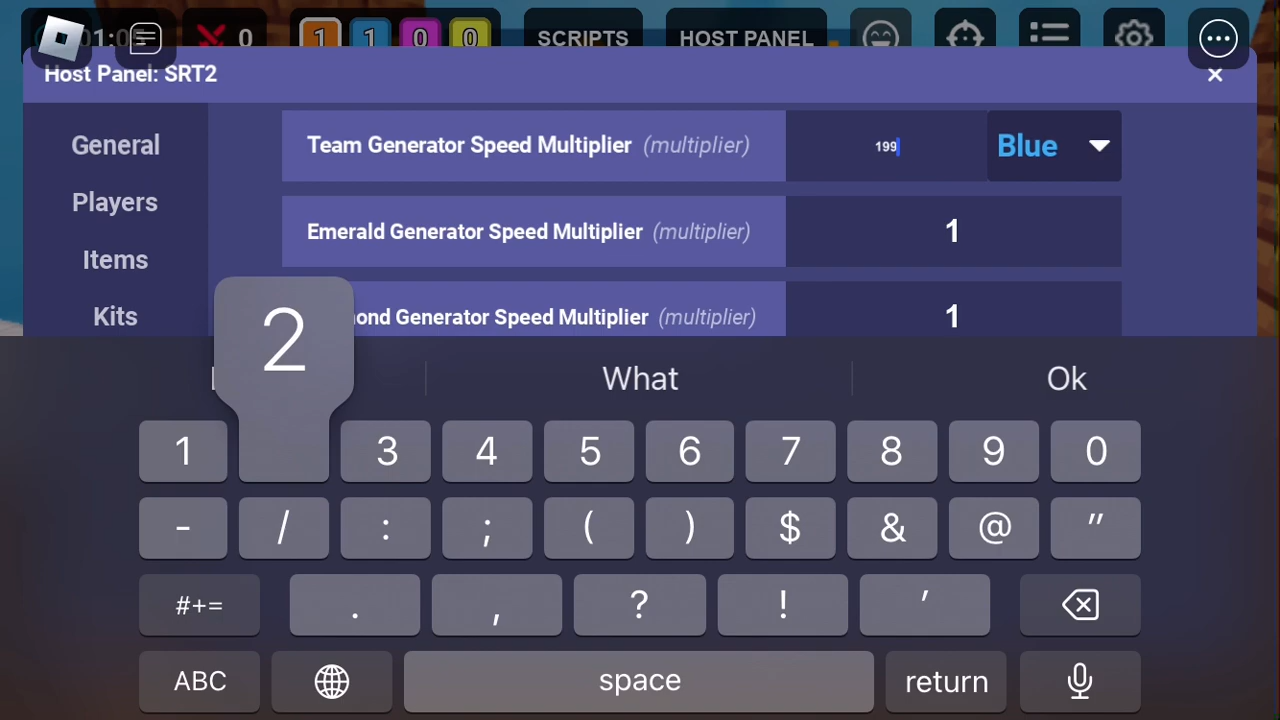 1:05 0 1 1 0 0 SCRIPTS HOST PANEL
Host Panel: SRT2 ×
General
Players
Items
Kits
Team Generator Speed Multiplier (multiplier) 199 Blue
Emerald Generator Speed Multiplier (multiplier) 1
ond Generator Speed Multiplier (multiplier) 1
What Ok
1 2 3 4 5 6 7 8 9 0
- / : ; ( ) $ & @ "
#+= . , ? ! '
ABC space return